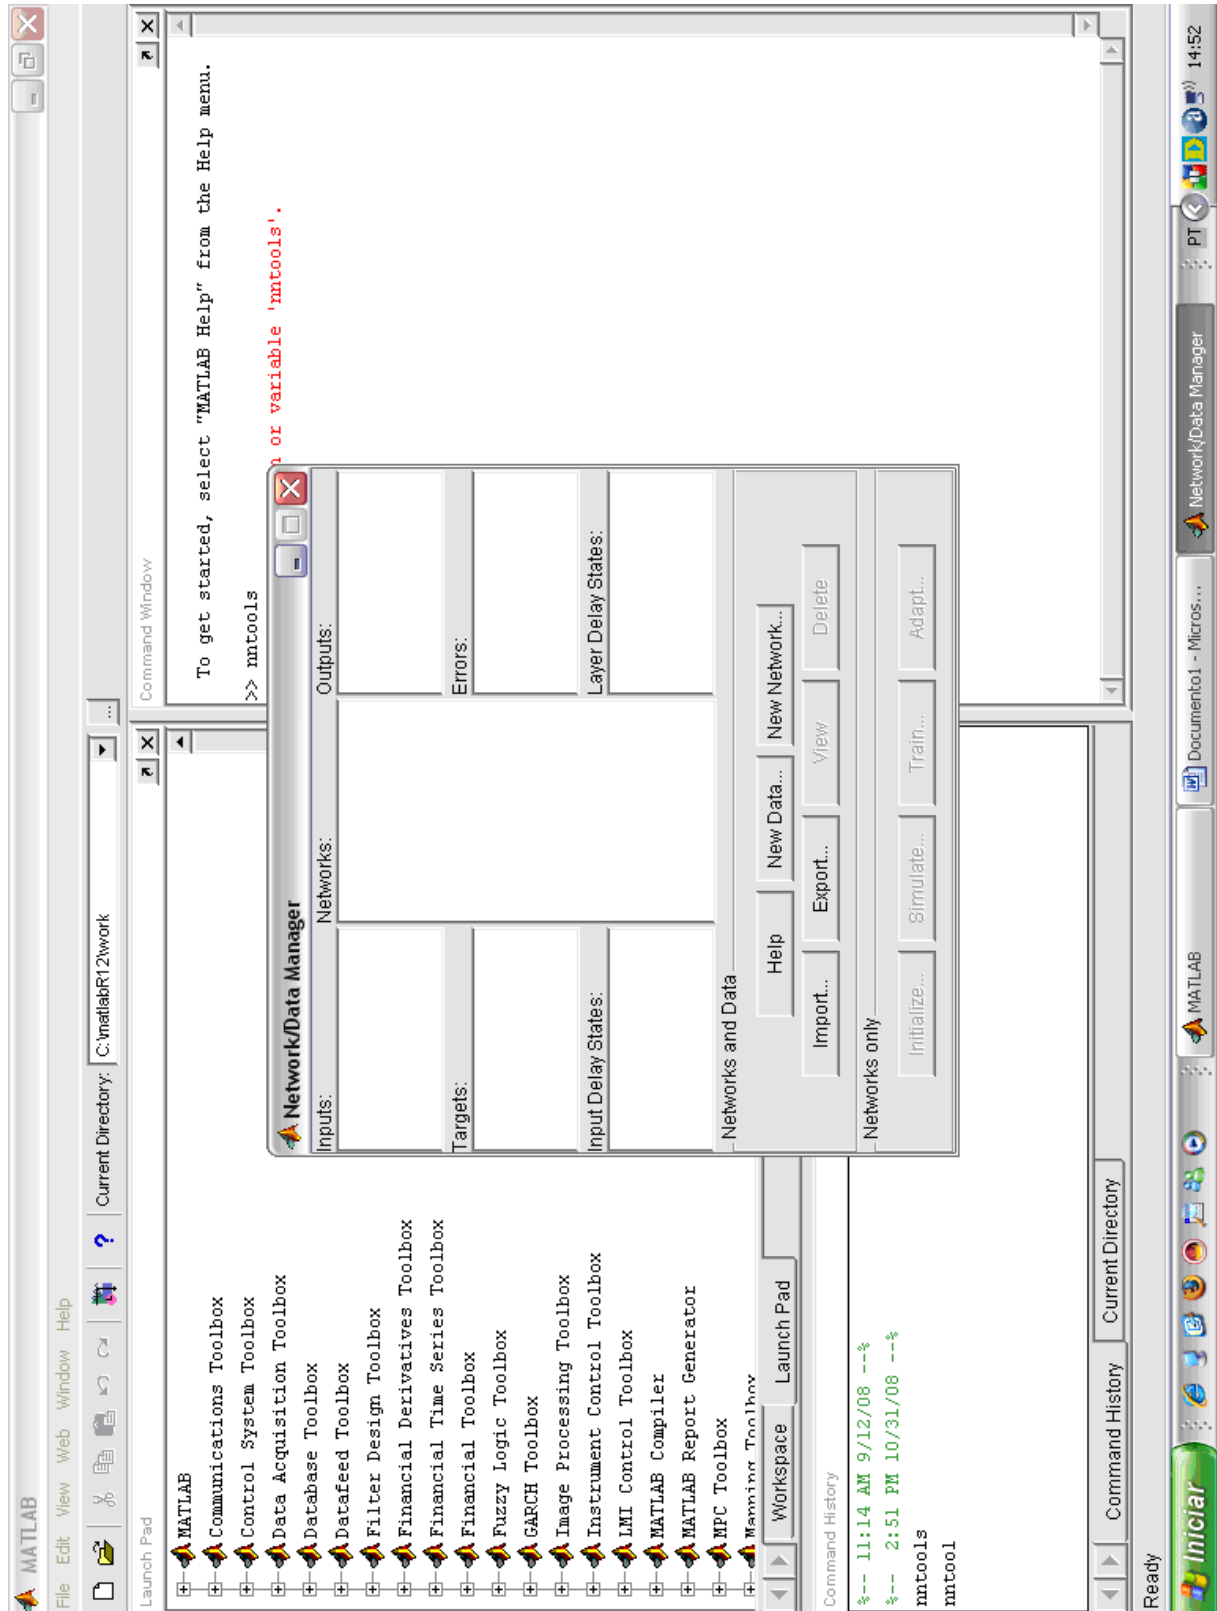 MATLAB
File Edit View Web Window Help
Current Directory: C:\matlabR12\work
...
Launch Pad
MATLAB
Communications Toolbox
Control System Toolbox
Data Acquisition Toolbox
Database Toolbox
Datafeed Toolbox
Filter Design Toolbox
Financial Derivatives Toolbox
Financial Time Series Toolbox
Financial Toolbox
Fuzzy Logic Toolbox
GARCH Toolbox
Image Processing Toolbox
Instrument Control Toolbox
LMI Control Toolbox
MATLAB Compiler
MATLAB Report Generator
MPC Toolbox
Mapping Toolbox
Workspace Launch Pad
Command History
%-- 11:14 AM 9/12/08 --%
%-- 2:51 PM 10/31/08 --%
nntools
nntool
Command History Current Directory
Ready
Command Window
To get started, select "MATLAB Help" from the Help menu.
>> nntools
or variable 'nntools'.
Network/Data Manager
Inputs: Networks: Outputs:
Targets: Errors:
Input Delay States: Layer Delay States:
Networks and Data
Help New Data... New Network...
Import... Export... View Delete
Networks only
Initialize... Simulate... Train... Adapt...
Iniciar MATLAB Documento1 - Micros... Network/Data Manager PT 14:52